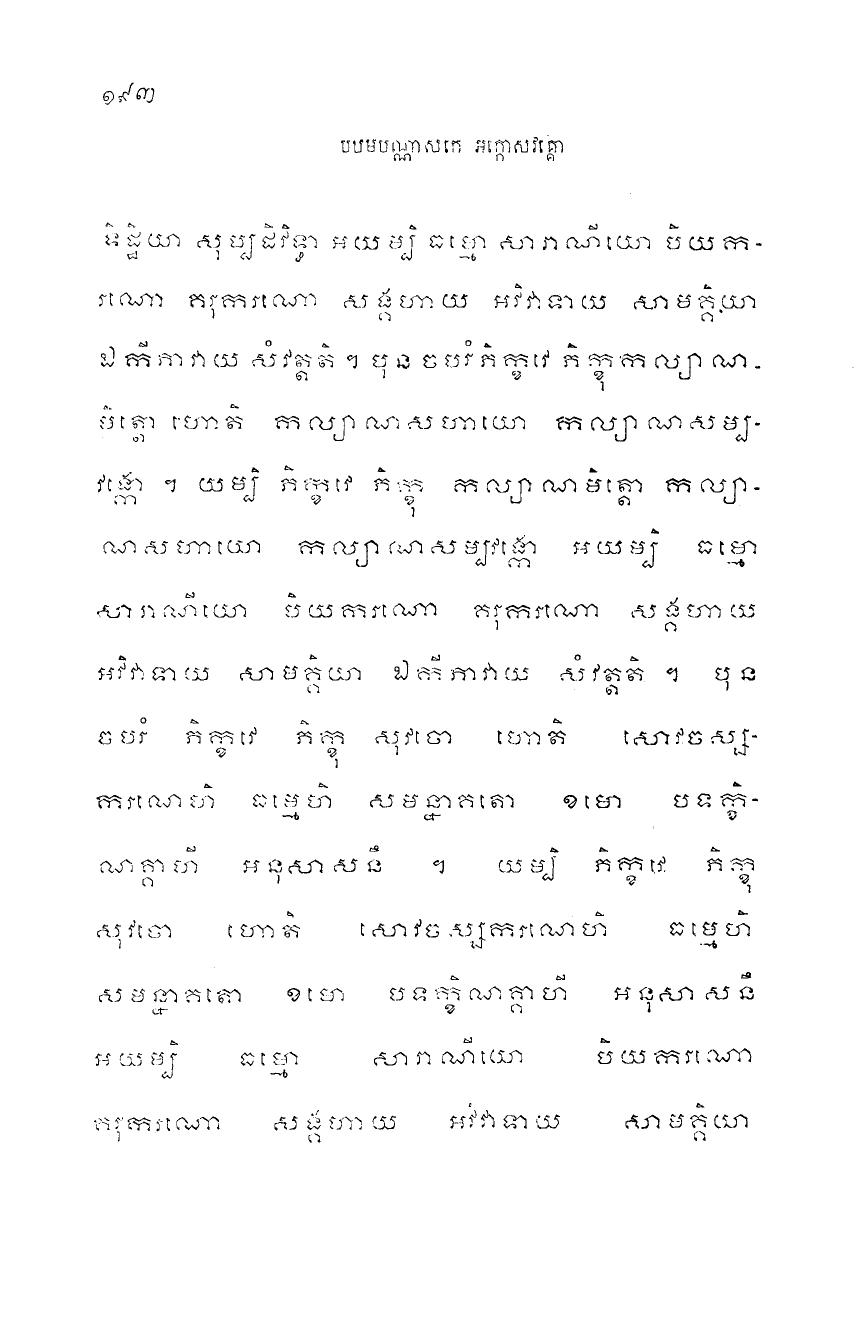 ១៩៣
បឋមបណ្ណាសកេ អក្កោសវគ្គោ
ទិដ្ឋិយា សុប្បដិវិទ្ធា អយម្បិ ធម្មោ សារាណីយោ បិយក-
រណោ គរុករណោ សង្គហាយ អវិវាទាយ សាមគ្គិយា
ឯកីភាវាយ សំវត្តតិ ។ បុន ចបរំ ភិក្ខវេ ភិក្ខុ កល្យាណ-
មិត្តោ ហោតិ កល្យាណសហាយោ កល្យាណសម្ប-
វង្កោ ។ យម្បិ ភិក្ខវេ ភិក្ខុ កល្យាណមិត្តោ កល្យា-
ណសហាយោ កល្យាណសម្បវង្កោ អយម្បិ ធម្មោ
សារាណីយោ បិយករណោ គរុករណោ សង្គហាយ
អវិវាទាយ សាមគ្គិយា ឯកីភាវាយ សំវត្តតិ ។ បុន
ចបរំ ភិក្ខវេ ភិក្ខុ សុវចោ ហោតិ សោវចស្ស-
ករណេហិ ធម្មេហិ សមន្នាគតោ ខមោ បទក្ខិ-
ណគ្គាហី អនុសាសនឹ ។ យម្បិ ភិក្ខវេ ភិក្ខុ
សុវចោ ហោតិ សោវចស្សករណេហិ ធម្មេហិ
សមន្នាគតោ ខមោ បទក្ខិណគ្គាហី អនុសាសនឹ
អយម្បិ ធម្មោ សារាណីយោ បិយករណោ
គរុករណោ សង្គហាយ អវិវាទាយ សាមគ្គិយា